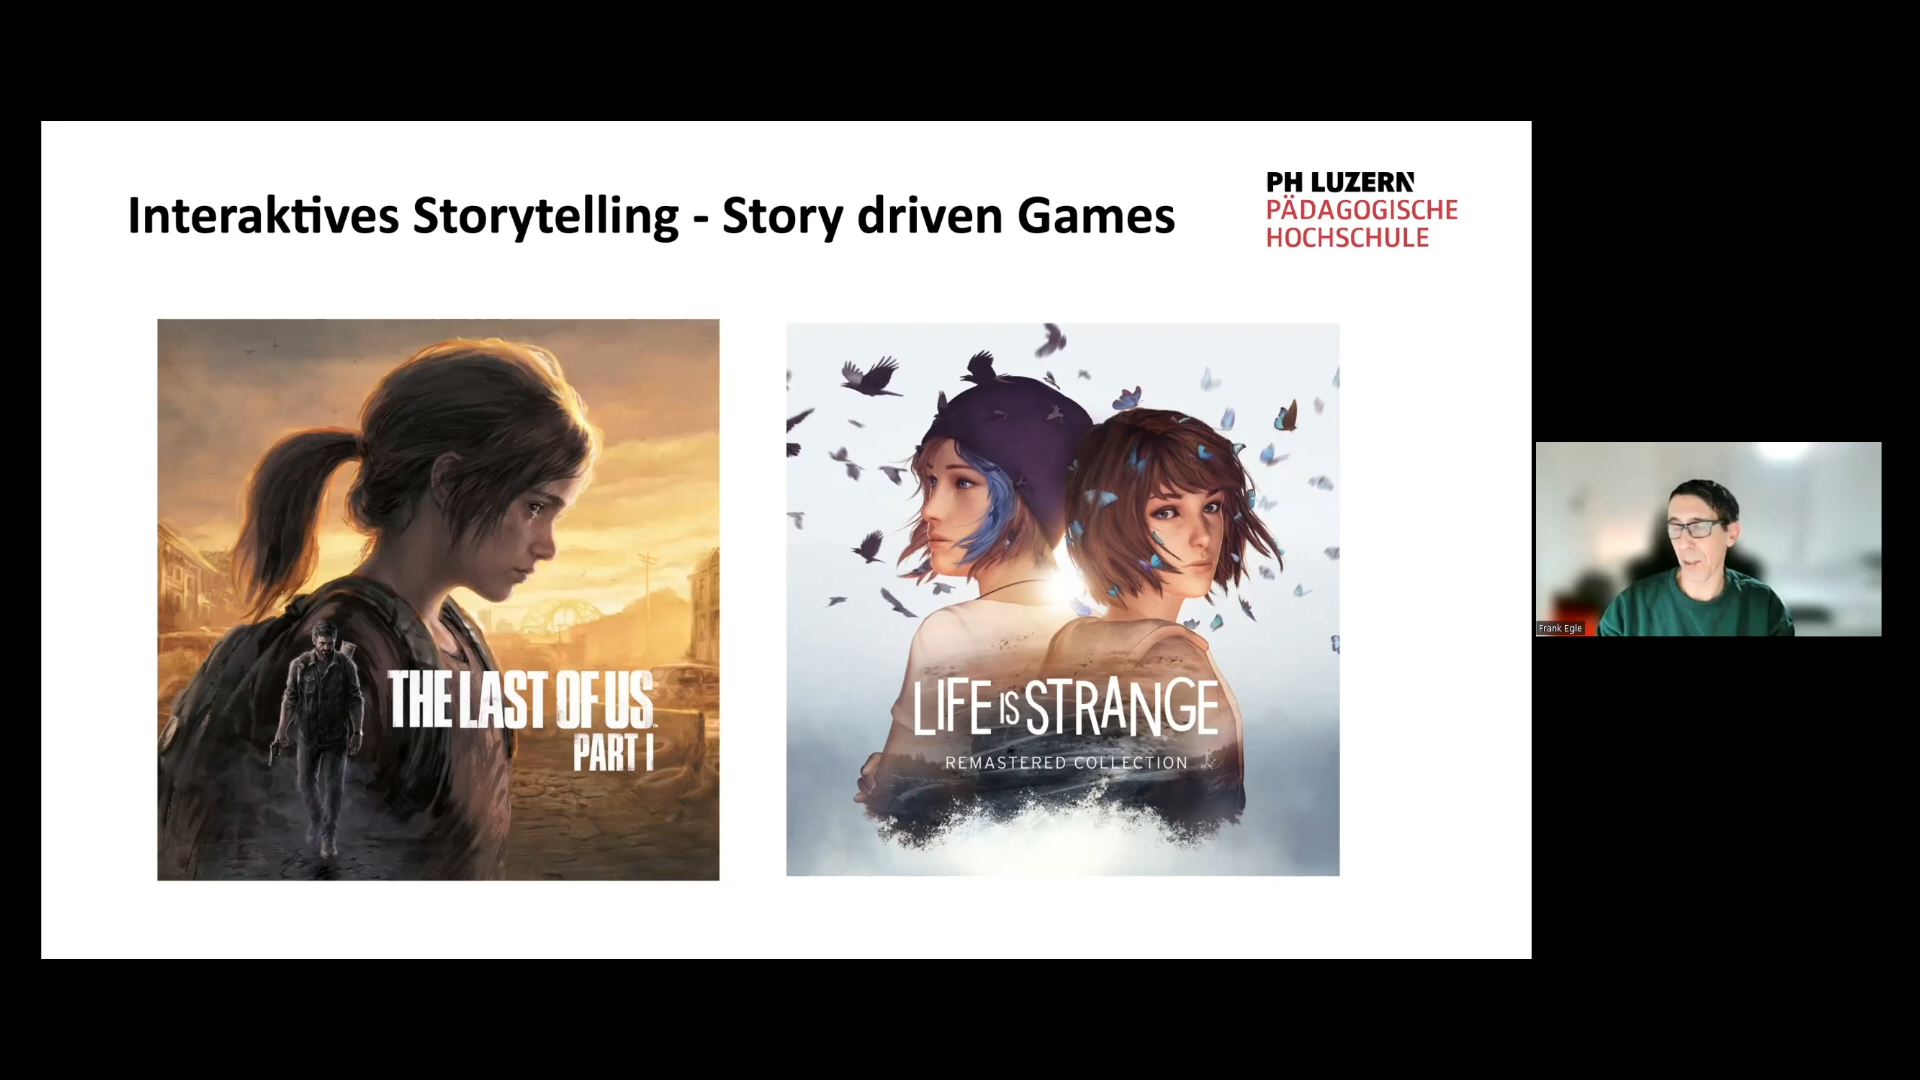 Interaktives Storytelling - Story driven Games
PH LUZERN
PÄDAGOGISCHE
HOCHSCHULE
THE LAST OF US™
PART I
LIFE IS STRANGE
REMASTERED COLLECTION
Frank Egle